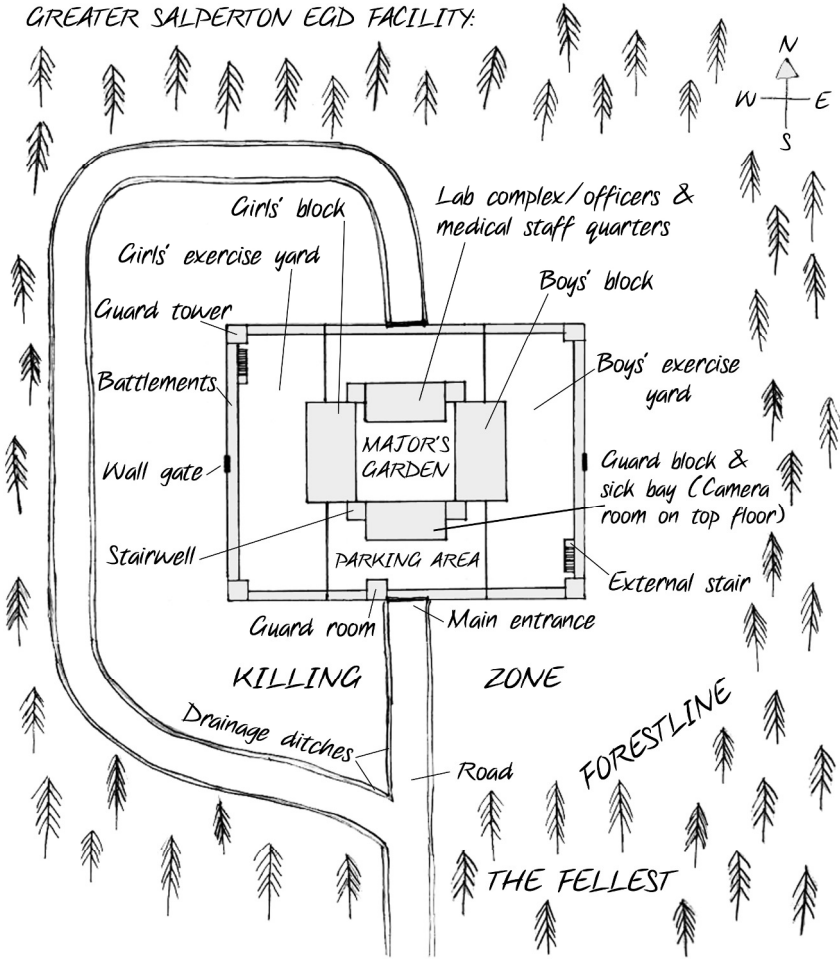 GREATER SALPERTON EGD FACILITY:
N
W E
S
Girls' block
Lab complex/officers &
medical staff quarters
Girls' exercise yard
Boys' block
Guard tower
Battlements
Boys' exercise
yard
MAJOR'S
GARDEN
Wall gate
Guard block &
sick bay (Camera
room on top floor)
Stairwell
PARKING AREA
External stair
Guard room
Main entrance
KILLING ZONE
Drainage ditches
FORESTLINE
Road
THE FELLEST